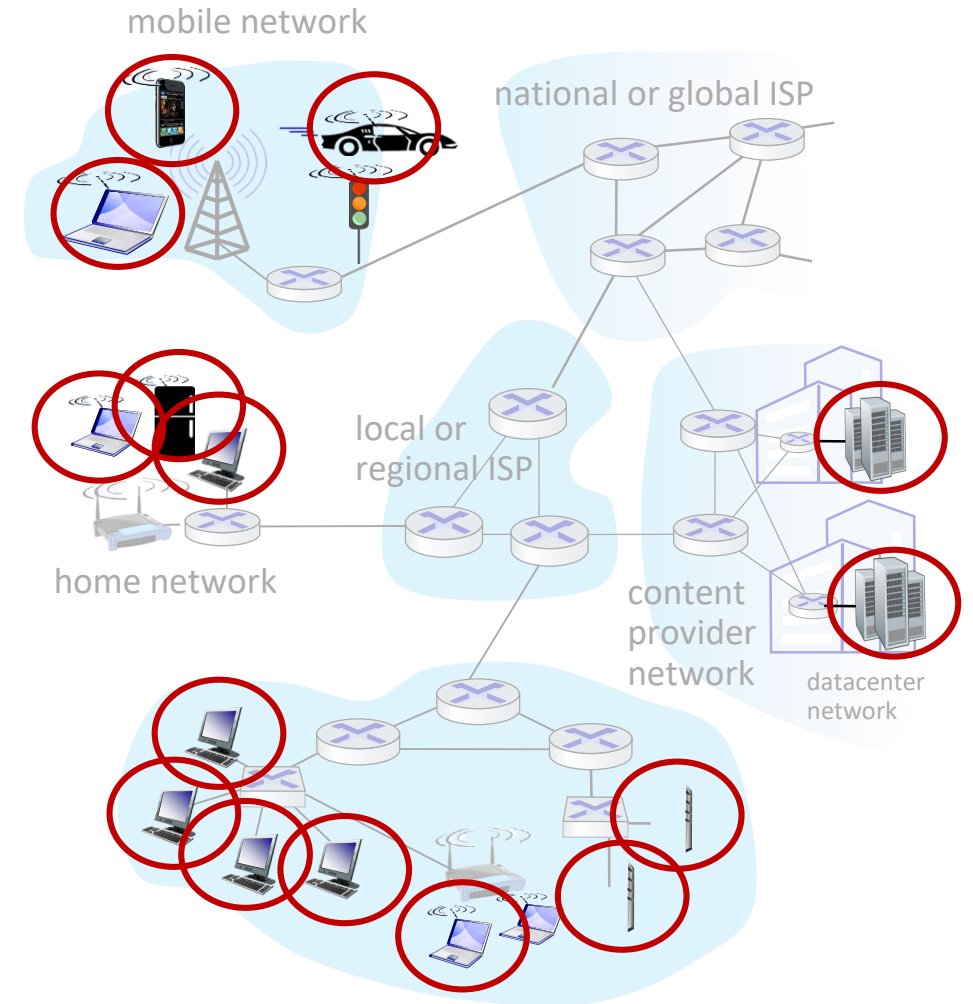 mobile network
national or global ISP
local or
regional ISP
home network
content
provider
network
datacenter
network